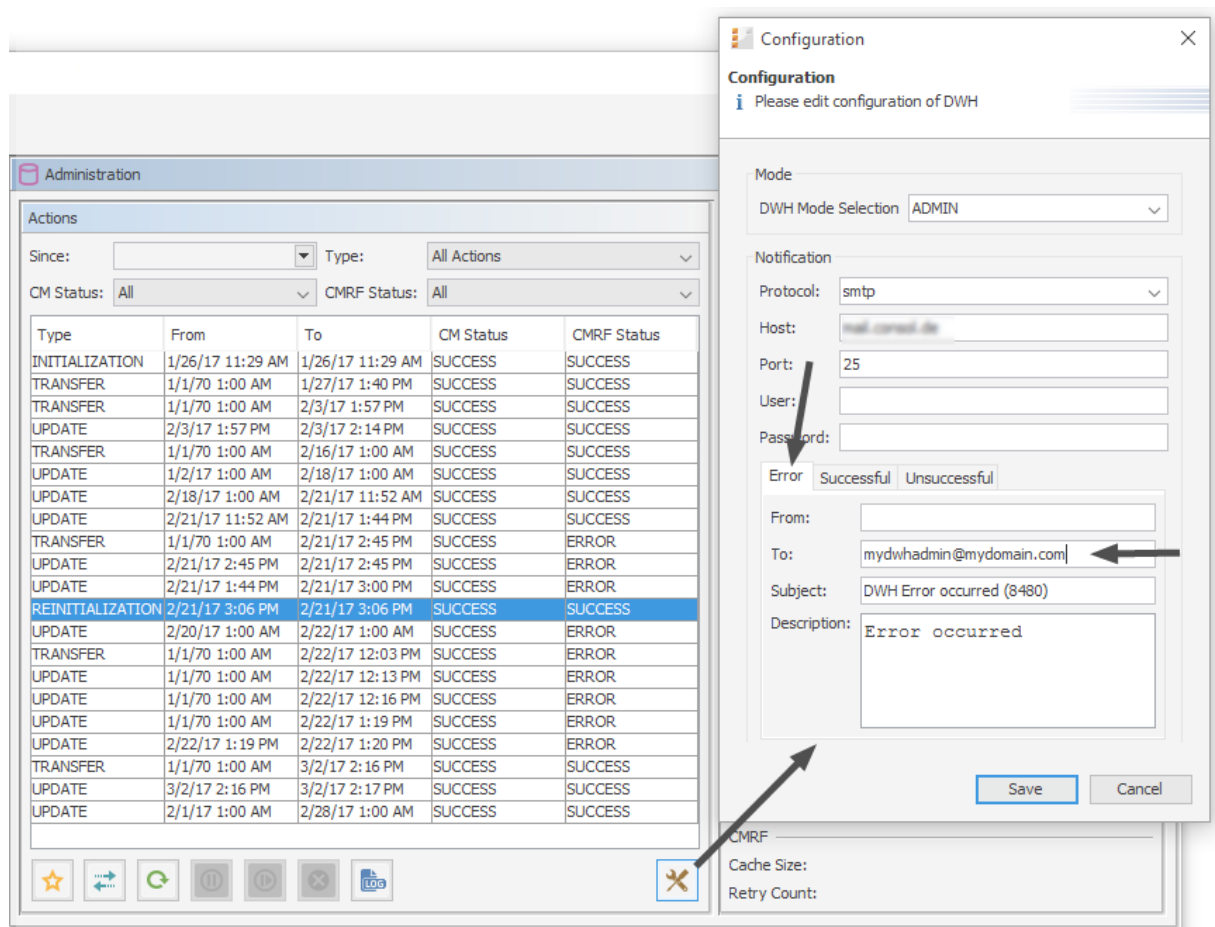 Administration
Actions
Since: Type: All Actions
CM Status: All CMRF Status: All
Type From To CM Status CMRF Status
INITIALIZATION 1/26/17 11:29 AM 1/26/17 11:29 AM SUCCESS SUCCESS
TRANSFER 1/1/70 1:00 AM 1/27/17 1:40 PM SUCCESS SUCCESS
TRANSFER 1/1/70 1:00 AM 2/3/17 1:57 PM SUCCESS SUCCESS
UPDATE 2/3/17 1:57 PM 2/3/17 2:14 PM SUCCESS SUCCESS
TRANSFER 1/1/70 1:00 AM 2/16/17 1:00 AM SUCCESS SUCCESS
UPDATE 1/2/17 1:00 AM 2/18/17 1:00 AM SUCCESS SUCCESS
UPDATE 2/18/17 1:00 AM 2/21/17 11:52 AM SUCCESS SUCCESS
UPDATE 2/21/17 11:52 AM 2/21/17 1:44 PM SUCCESS SUCCESS
TRANSFER 1/1/70 1:00 AM 2/21/17 2:45 PM SUCCESS ERROR
UPDATE 2/21/17 2:45 PM 2/21/17 2:45 PM SUCCESS ERROR
UPDATE 2/21/17 1:44 PM 2/21/17 3:00 PM SUCCESS ERROR
REINITIALIZATION 2/21/17 3:06 PM 2/21/17 3:06 PM SUCCESS SUCCESS
UPDATE 2/20/17 1:00 AM 2/22/17 1:00 AM SUCCESS ERROR
TRANSFER 1/1/70 1:00 AM 2/22/17 12:03 PM SUCCESS ERROR
UPDATE 1/1/70 1:00 AM 2/22/17 12:13 PM SUCCESS ERROR
UPDATE 1/1/70 1:00 AM 2/22/17 12:16 PM SUCCESS ERROR
UPDATE 1/1/70 1:00 AM 2/22/17 1:19 PM SUCCESS ERROR
UPDATE 2/22/17 1:19 PM 2/22/17 1:20 PM SUCCESS ERROR
TRANSFER 1/1/70 1:00 AM 3/2/17 2:16 PM SUCCESS SUCCESS
UPDATE 3/2/17 2:16 PM 3/2/17 2:17 PM SUCCESS SUCCESS
UPDATE 2/1/17 1:00 AM 2/28/17 1:00 AM SUCCESS SUCCESS
LOG
Configuration
Configuration
Please edit configuration of DWH
Mode
DWH Mode Selection ADMIN
Notification
Protocol: smtp
Host:
Port: 25
User:
Password:
Error Successful Unsuccessful
From:
To: mydwhadmin@mydomain.com
Subject: DWH Error occurred (8480)
Description: Error occurred
Save Cancel
CMRF
Cache Size:
Retry Count: